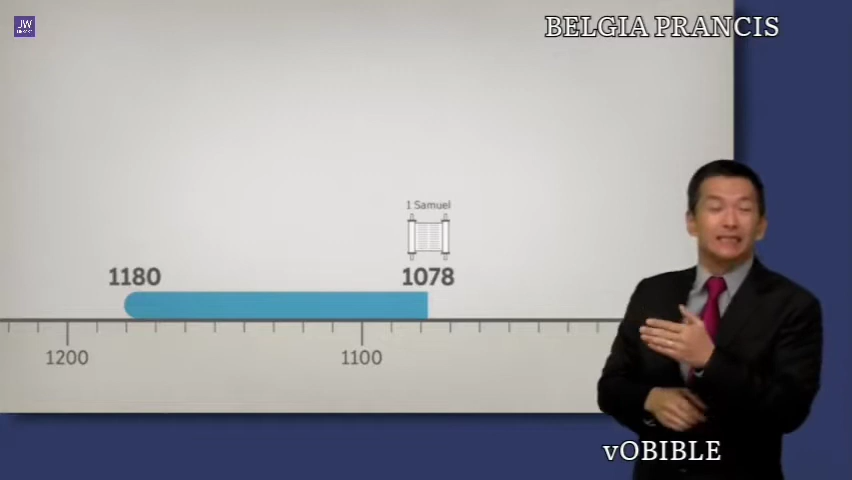 JW
BELGIA PRANCIS
1 Samuel
1180
1078
1200
1100
vOBIBLE